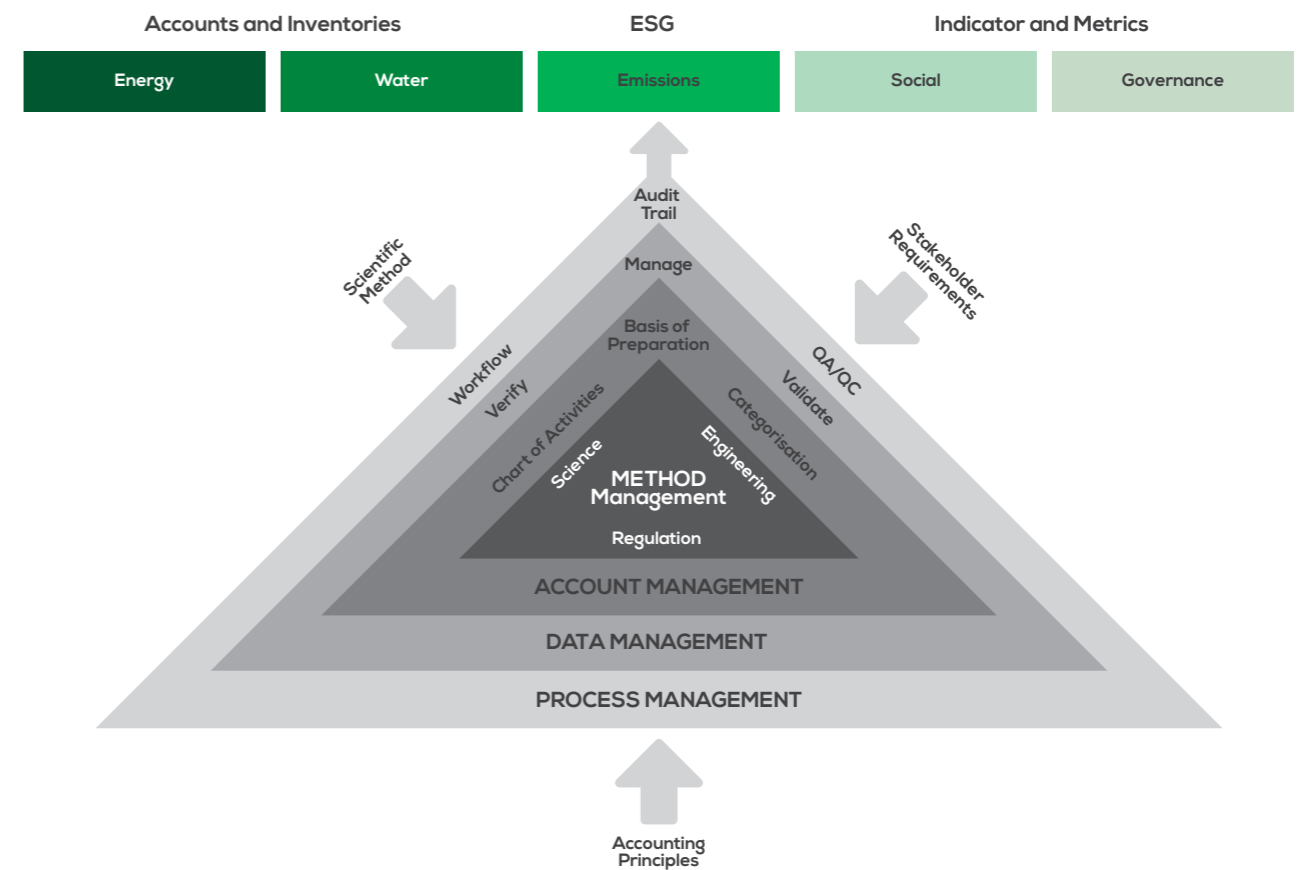 Accounts and Inventories
ESG
Indicator and Metrics
Energy
Water
Emissions
Social
Governance
Audit
Trail
Manage
Scientific
Method
Stakeholder
Requirements
Basis of
Preparation
Workflow
Verify
Chart of Activities
Science
QA/QC
Validate
Categorisation
Engineering
METHOD
Management
Regulation
ACCOUNT MANAGEMENT
DATA MANAGEMENT
PROCESS MANAGEMENT
Accounting
Principles